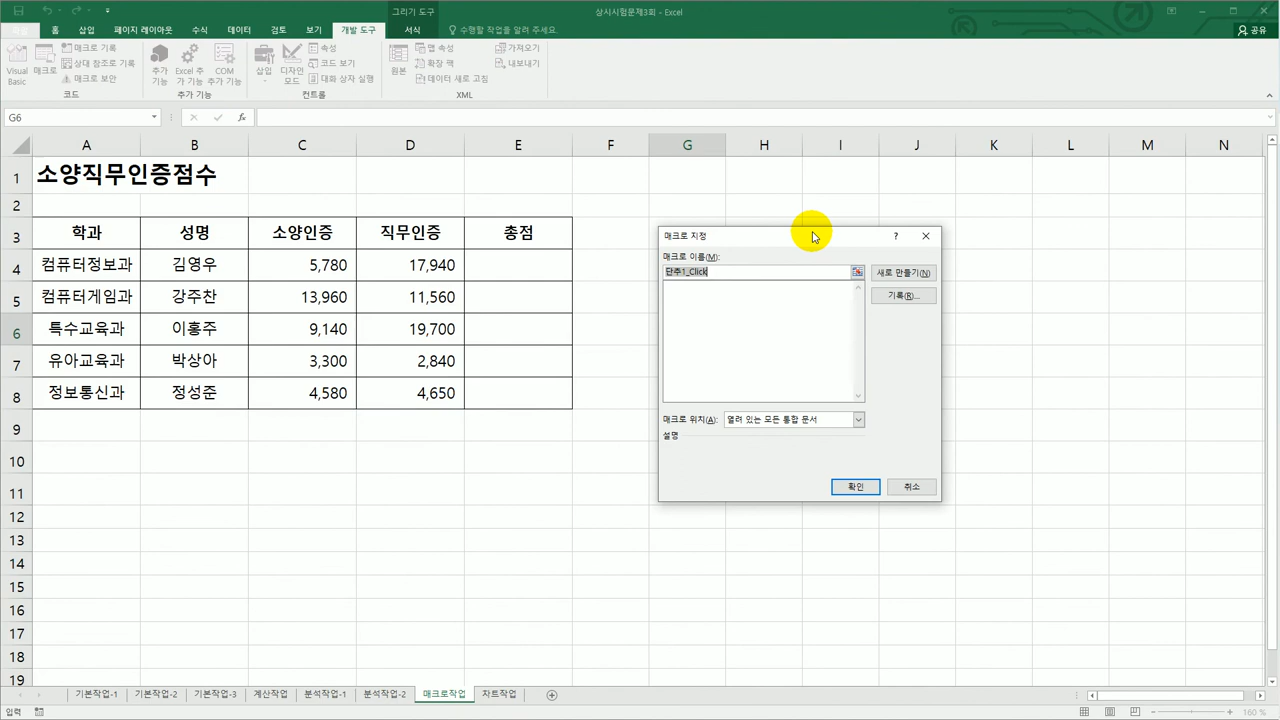 그리기 도구
상시시험문제3회 - Excel
홈 삽입 페이지 레이아웃 수식 데이터 검토 보기 개발 도구 서식 수행할 작업을 알려 주세요. 공유
Visual Basic
매크로
매크로 기록
상대 참조로 기록
매크로 보안
코드
추가 기능
Excel 추가 기능
COM 추가 기능
추가 기능
삽입
디자인 모드
속성
코드 보기
대화 상자 실행
컨트롤
원본
맵 속성
확장 팩
데이터 새로 고침
가져오기
내보내기
XML
G6
fx
A B C D E F G H I J K L M N
1 소양직무인증점수
2
3 학과 성명 소양인증 직무인증 총점
4 컴퓨터정보과 김영우 5,780 17,940
5 컴퓨터게임과 강주찬 13,960 11,560
6 특수교육과 이홍주 9,140 19,700
7 유아교육과 박상아 3,300 2,840
8 정보통신과 정성준 4,580 4,650
9
10
11
12
13
14
15
16
17
18
19
매크로 지정
매크로 이름(M):
단추1_Click
새로 만들기(N)
기록(R)...
매크로 위치(A): 열려 있는 모든 통합 문서
설명
확인 취소
기본작업-1 기본작업-2 기본작업-3 계산작업 분석작업-1 분석작업-2 매크로작업 차트작업
입력
160 %